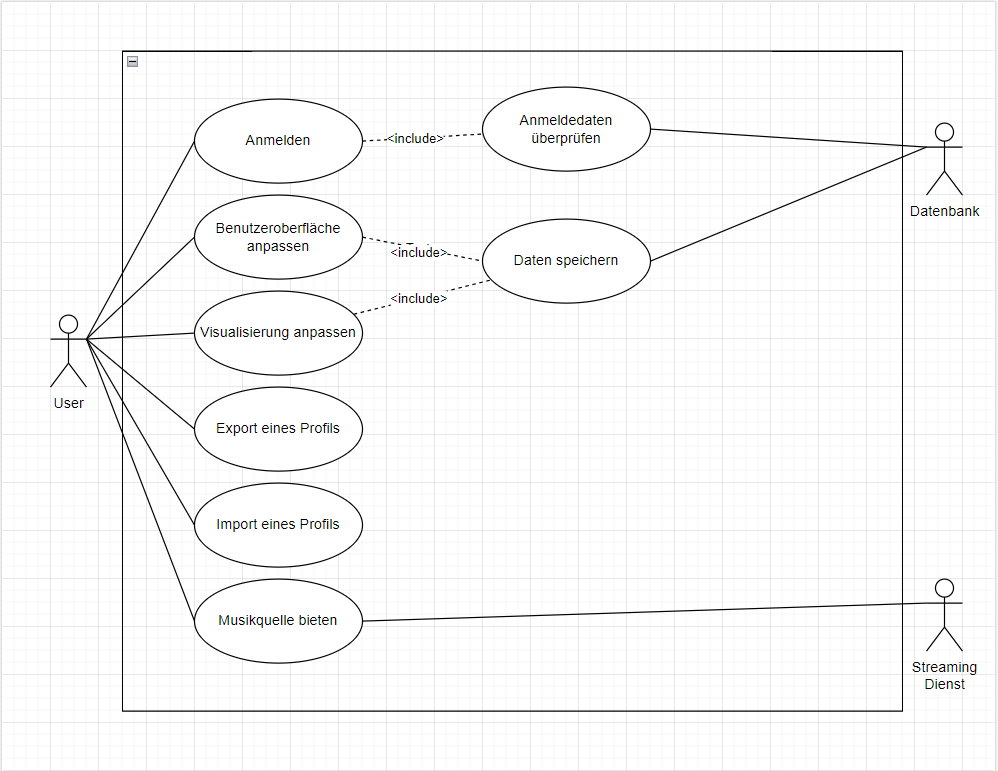 Anmelden
<include>
Anmeldedaten
überprüfen
Datenbank
Benutzeroberfläche
anpassen
<include>
Daten speichern
<include>
Visualisierung anpassen
User
Export eines Profils
Import eines Profils
Musikquelle bieten
Streaming
Dienst